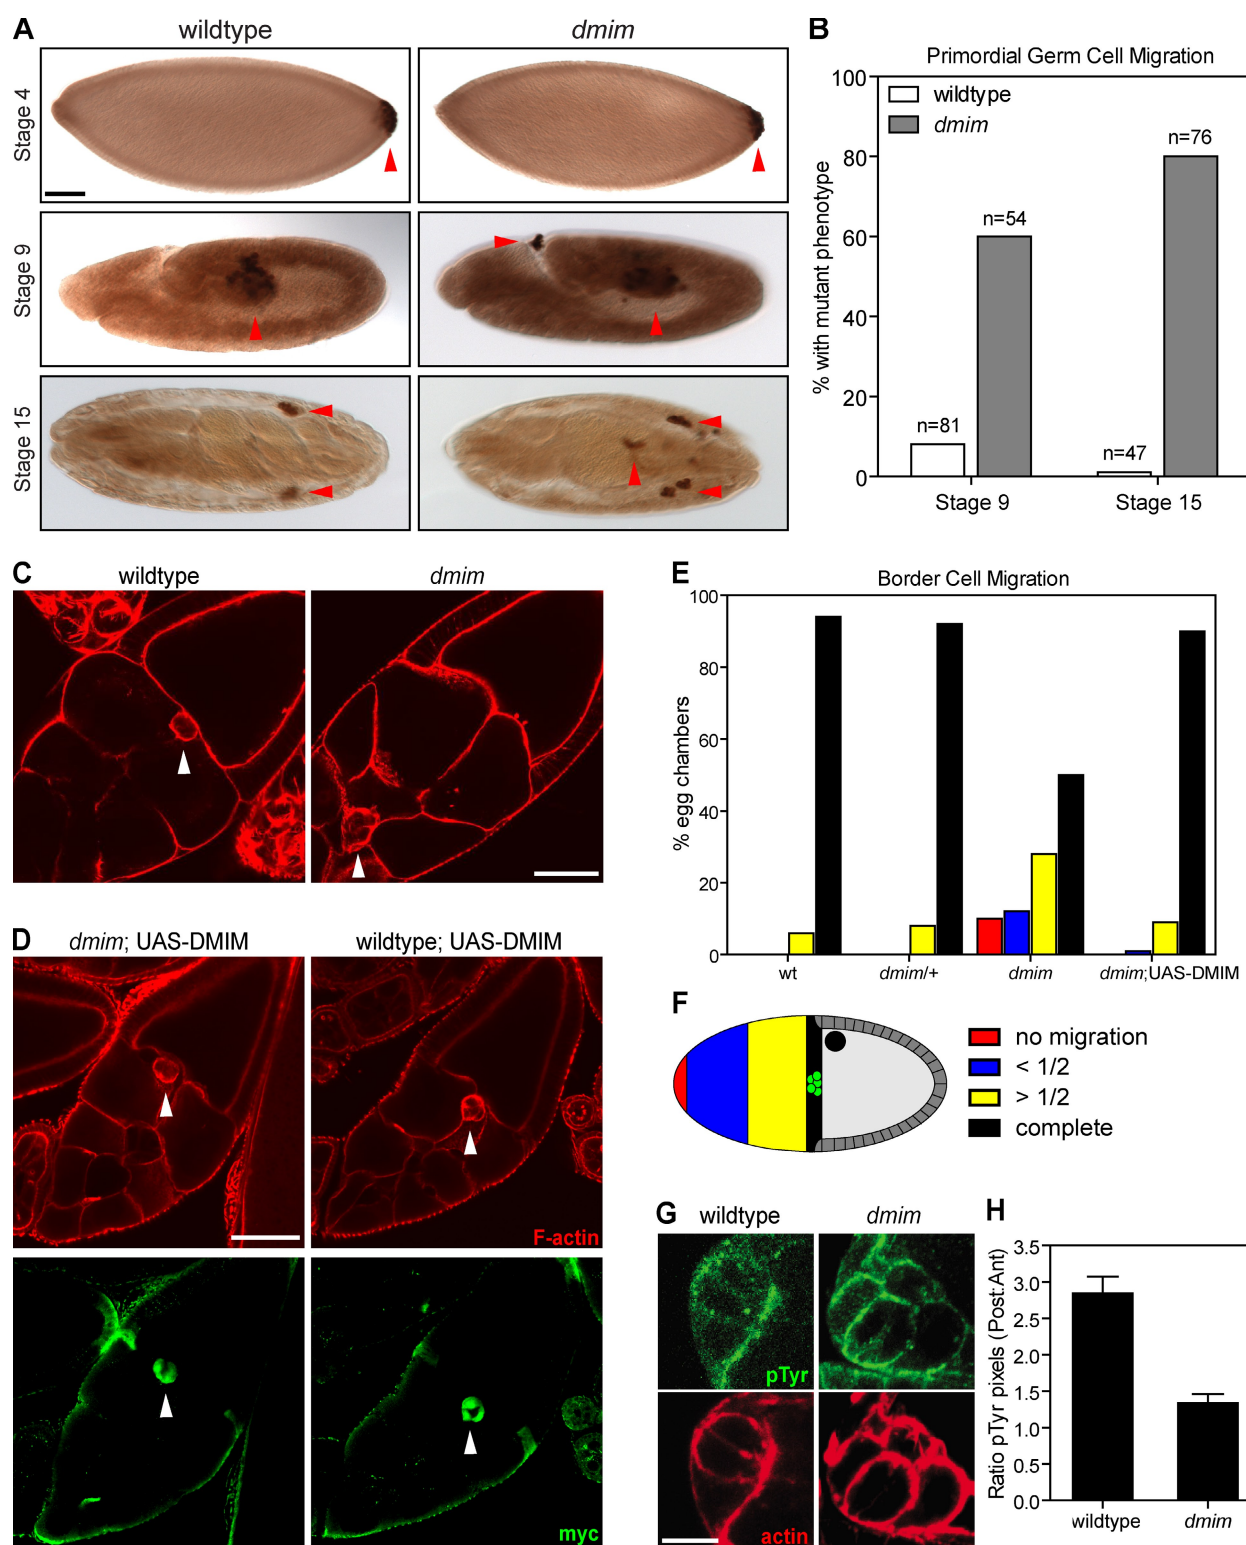 A
wildtype
dmim
Stage 4
Stage 9
Stage 15
B
Primordial Germ Cell Migration
% with mutant phenotype
100
80
60
40
20
0
wildtype
dmim
n=81
n=54
n=47
n=76
Stage 9
Stage 15
C
wildtype
dmim
D
dmim; UAS-DMIM
wildtype; UAS-DMIM
F-actin
myc
E
Border Cell Migration
% egg chambers
100
80
60
40
20
0
wt
dmim/+
dmim
dmim;UAS-DMIM
F
no migration
< 1/2
> 1/2
complete
G
wildtype
dmim
pTyr
actin
H
Ratio pTyr pixels (Post:Ant)
3.5
3.0
2.5
2.0
1.5
1.0
0.5
0.0
wildtype
dmim